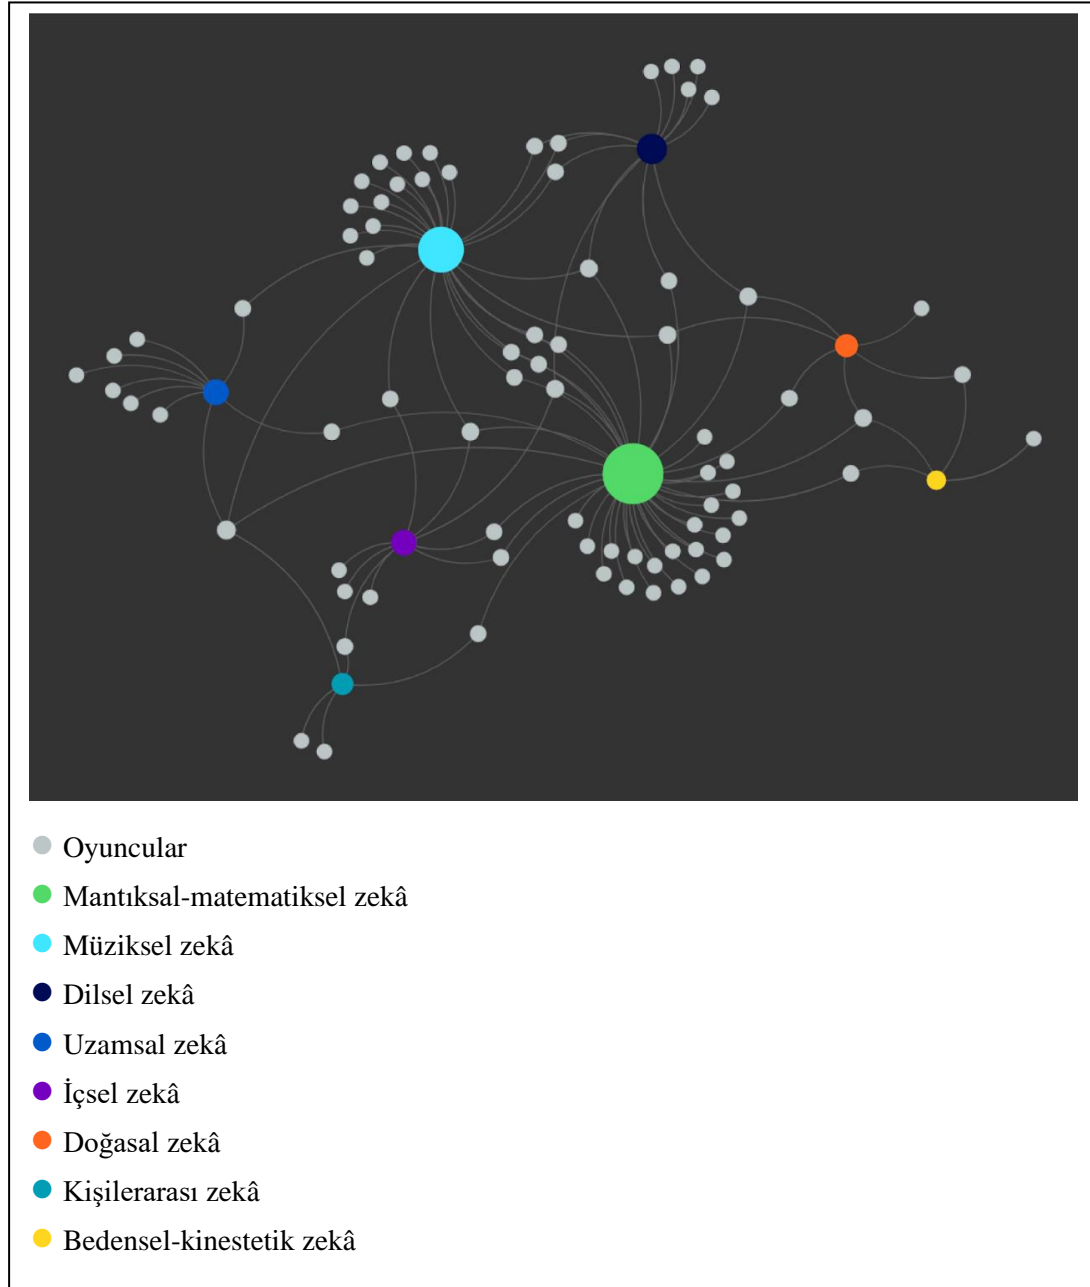 Oyuncular
Mantıksal-matematiksel zekâ
Müziksel zekâ
Dilsel zekâ
Uzamsal zekâ
İçsel zekâ
Doğasal zekâ
Kişilerarası zekâ
Bedensel-kinestetik zekâ